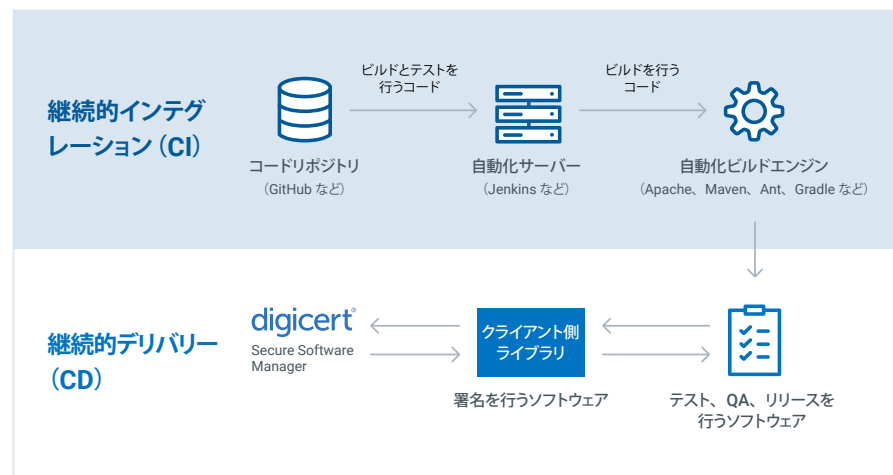 継続的インテグ
レーション（CI）
ビルドとテストを
行うコード
ビルドを行う
コード
コードリポジトリ
（GitHub など）
自動化サーバー
（Jenkins など）
自動化ビルドエンジン
（Apache、Maven、Ant、Gradle など）
継続的デリバリー
（CD）
digicert®
Secure Software
Manager
クライアント側
ライブラリ
署名を行うソフトウェア
テスト、QA、リリースを
行うソフトウェア